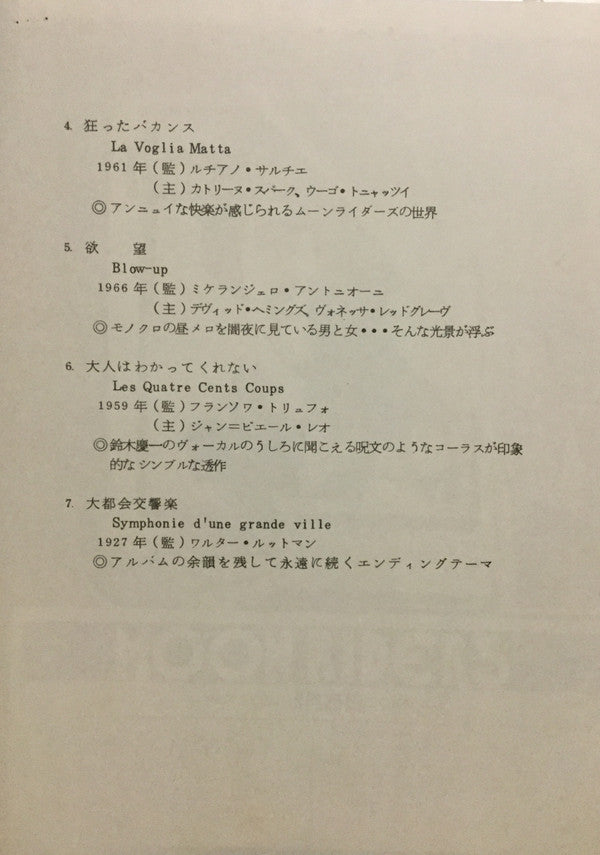 4. 狂ったバカンス
La Voglia Matta
1961 年 (監) ルチアノ・サルチエ
(主) カトリーヌ・スパーク、ウーゴ・トニャッツイ
◎ アンニュイな快楽が感じられるムーンライダーズの世界
5. 欲 望
Blow-up
1966 年 (監) ミケランジェロ・アントニオーニ
(主) デヴィッド・ヘミングズ、ヴォネッサ・レッドグレーヴ
◎ モノクロの昼メロを闇夜に見ている男と女・・・そんな光景が浮ぶ
6. 大人はわかってくれない
Les Quatre Cents Coups
1959 年 (監) フランソワ・トリュフォ
(主) ジャン=ピエール・レオ
◎ 鈴木慶一のヴォーカルのうしろに聞こえる呪文のようなコーラスが印象
的な シンプルな透作
7. 大都会交響楽
Symphonie d'une grande ville
1927 年 (監) ワルター・ルットマン
◎ アルバムの余韻を残して永遠に続くエンディングテーマ